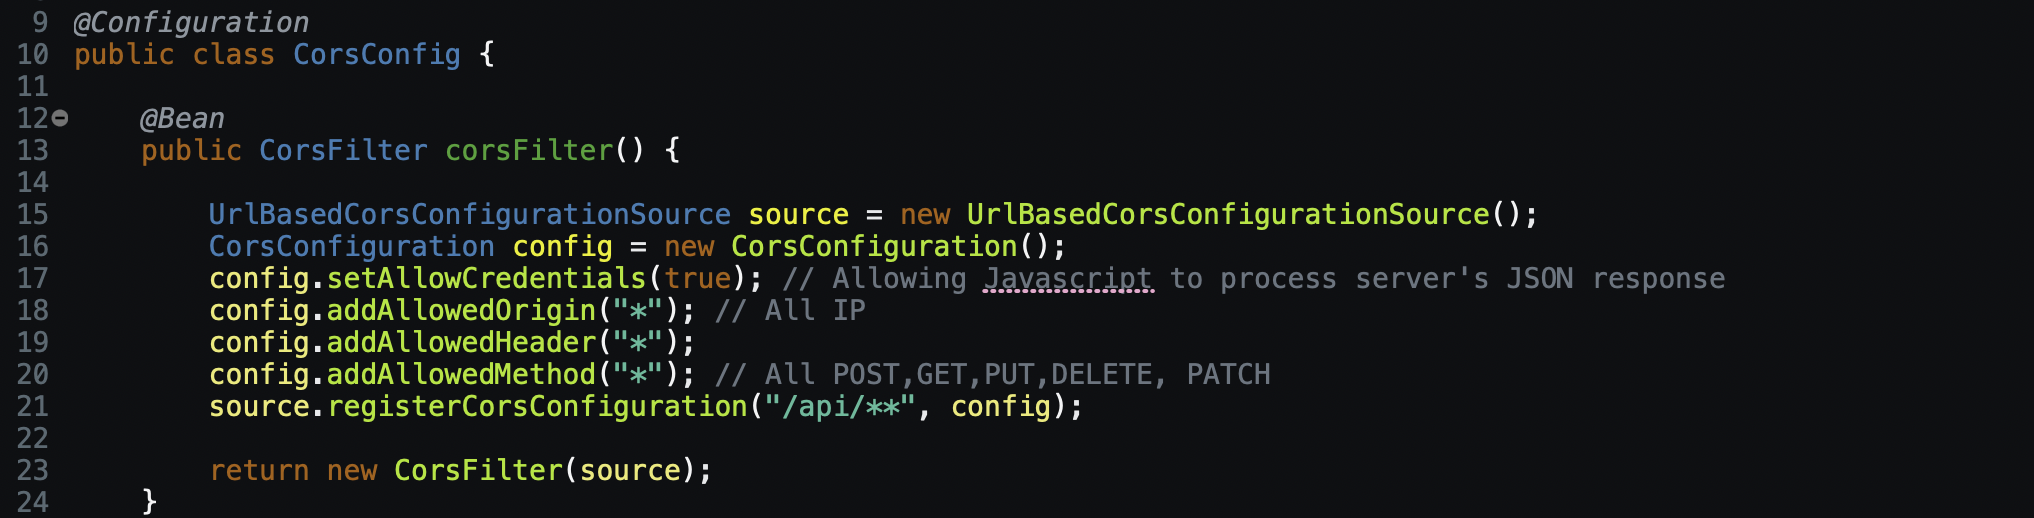 9 @Configuration
10 public class CorsConfig {
11
12 @Bean
13 public CorsFilter corsFilter() {
14
15 UrlBasedCorsConfigurationSource source = new UrlBasedCorsConfigurationSource();
16 CorsConfiguration config = new CorsConfiguration();
17 config.setAllowCredentials(true); // Allowing Javascript to process server's JSON response
18 config.addAllowedOrigin("*"); // All IP
19 config.addAllowedHeader("*");
20 config.addAllowedMethod("*"); // All POST,GET,PUT,DELETE, PATCH
21 source.registerCorsConfiguration("/api/**", config);
22
23 return new CorsFilter(source);
24 }